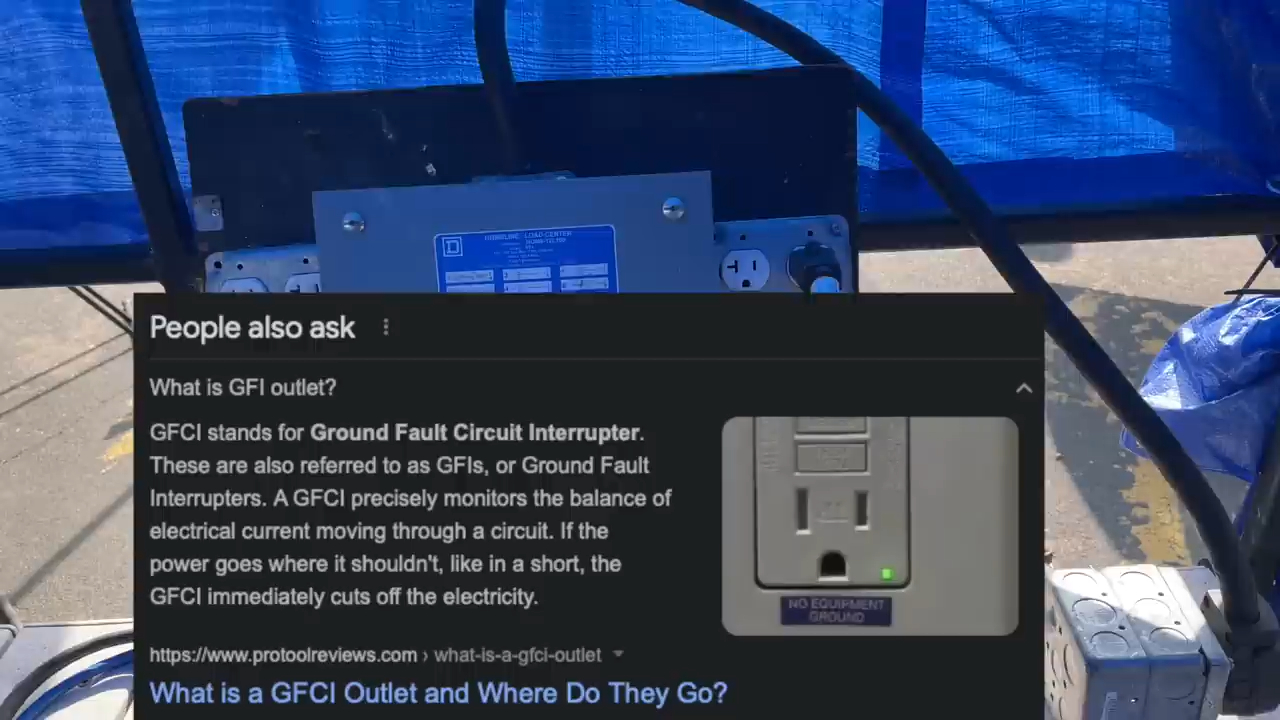 HOMELINE LOAD CENTER
People also ask
What is GFI outlet?
GFCI stands for Ground Fault Circuit Interrupter.
These are also referred to as GFIs, or Ground Fault
Interrupters. A GFCI precisely monitors the balance of
electrical current moving through a circuit. If the
power goes where it shouldn't, like in a short, the
GFCI immediately cuts off the electricity.
NO EQUIPMENT
GROUND
https://www.protoolreviews.com › what-is-a-gfci-outlet
What is a GFCI Outlet and Where Do They Go?